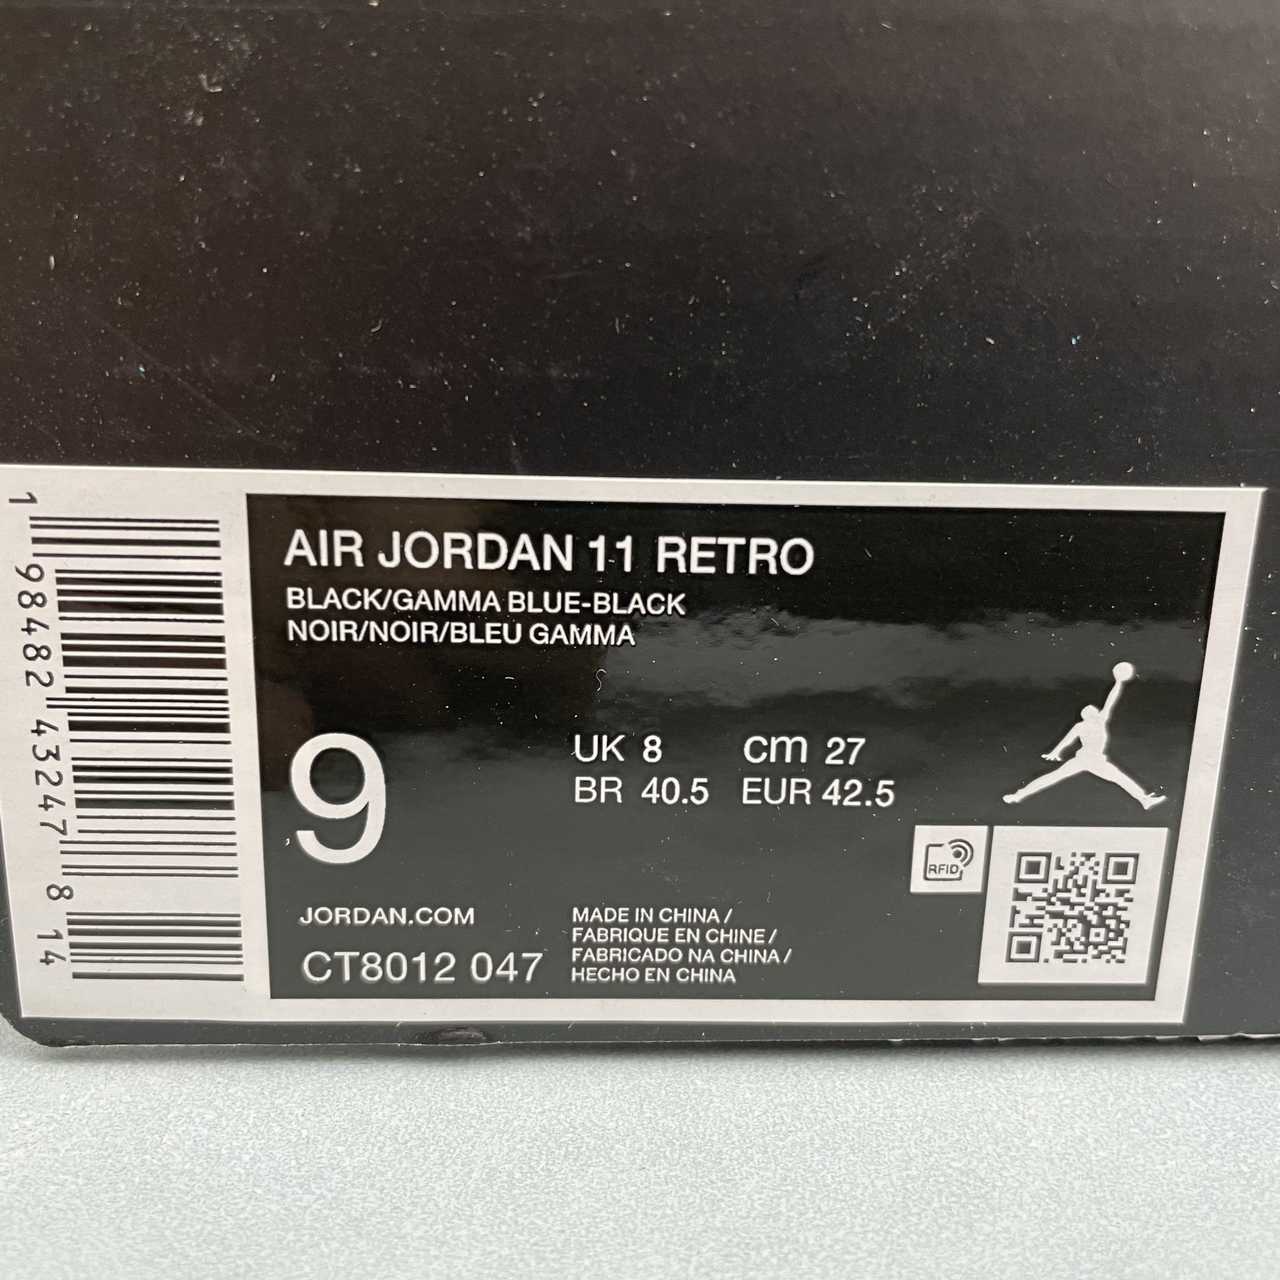 AIR JORDAN 11 RETRO
BLACK/GAMMA BLUE-BLACK
NOIR/NOIR/BLEU GAMMA
9
UK 8 cm 27
BR 40.5 EUR 42.5
RFID
JORDAN.COM
CT8012 047
MADE IN CHINA /
FABRIQUE EN CHINE /
FABRICADO NA CHINA /
HECHO EN CHINA
1 98482 43247 8 14